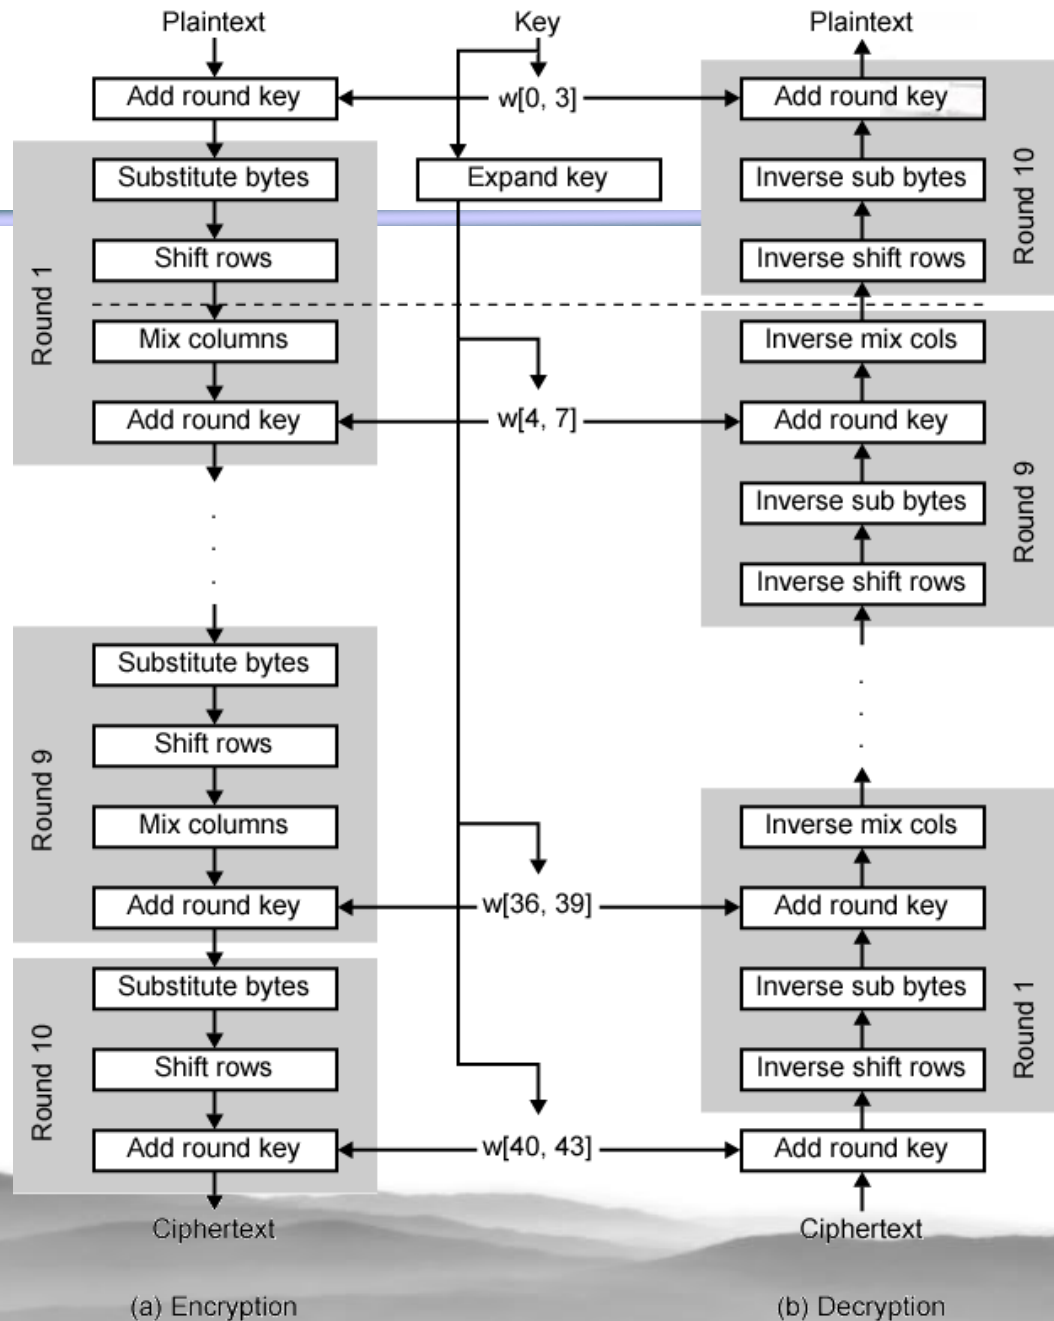 Plaintext
Add round key
Round 1
Substitute bytes
Shift rows
Mix columns
Add round key
.
.
.
Round 9
Substitute bytes
Shift rows
Mix columns
Add round key
Round 10
Substitute bytes
Shift rows
Add round key
Ciphertext
(a) Encryption
Key
w[0, 3]
Expand key
w[4, 7]
w[36, 39]
w[40, 43]
Plaintext
Add round key
Inverse sub bytes
Inverse shift rows
Round 10
Inverse mix cols
Add round key
Inverse sub bytes
Inverse shift rows
Round 9
.
.
.
Inverse mix cols
Add round key
Inverse sub bytes
Inverse shift rows
Round 1
Add round key
Ciphertext
(b) Decryption